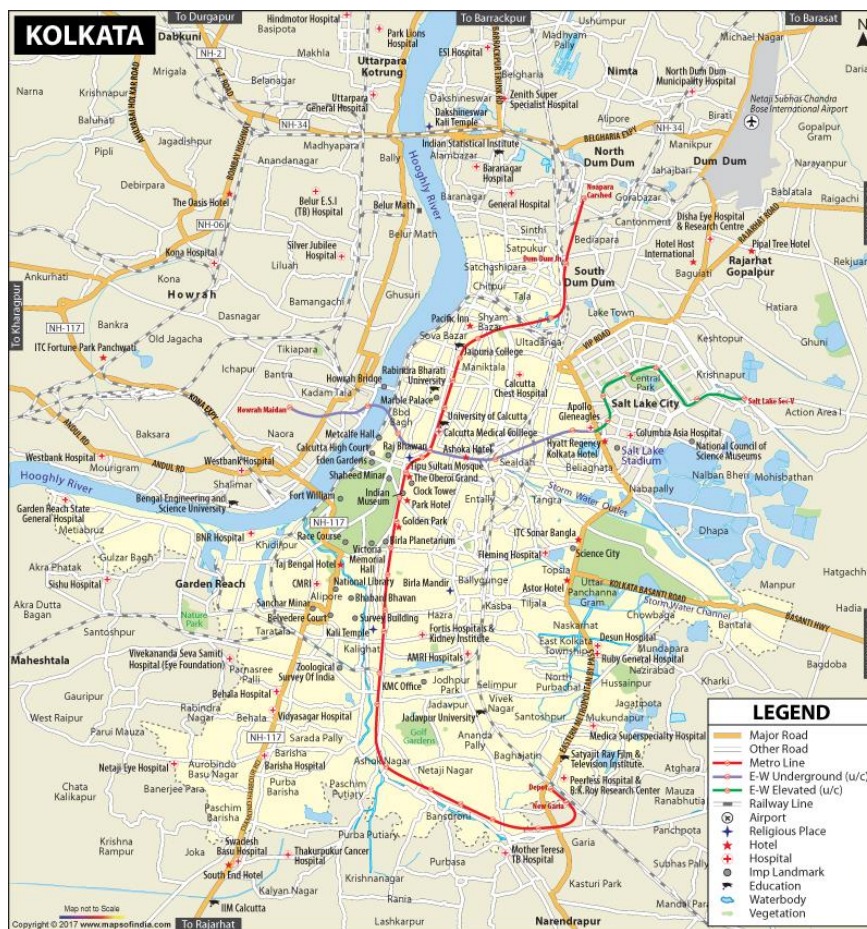 KOLKATA
To Durgapur
To Barrackpur
To Barasat
To Kharagpur
To Rajarhat
Dabkuni
Hindmotor Hospital
Basipota
Park Lions
Hospital
Makhla
Uttarpara
Kotrung
NH-2
G.T ROAD
Mrigala
Belanagar
Narna
Krishnapur
Baluhati
Jagadishpur
Pipli
Debirpara
Uttarpara
General Hospital
NH-34
Madhyapara
Anandanagar
Bally
Belur E.S.I
(TB) Hospital
Belur Math
Belur Math
The Oasis Hotel
NH-06
Kona Hospital
Kona
Silver Jubilee
Hospital
Liluah
Ankurhati
Howrah
Bamangachi
Ghusuri
Bankra
Dasnagar
NH-117
Old Jagacha
ITC Fortune Park Panchwati
Tikiapara
Ichapur
Bantra
Kadam Tala
Howrah Bridge
Howrah Maidan
KONA EXPY
ANDUL RD
Baksara
Naora
ANDUL RD
Westbank Hospital
Mourigram
Westbank Hospital
Shalimar
Hooghly River
Hooghly River
ESI Hospital
BARRACKPUR TRUNK RD
Ushumpur
Madhyam
Pally
Belgharia
Nimta
Michael Nagar
N
Daria
North Dum Dum
Municipality Hospital
Zenith Super
Specialist Hospital
Dakshineswar
Dakshineswar
Kali Temple
Alipore
Birati
Netaji Subhas Chandra
Bose International Airport
Gopalpur
Gram
Indian Statistical Institute
Alambazar
BELGHARIA EXPY
NH-34
North
Dum Dum
Manikpur
Jahajbari
Dum Dum
Narayanpur
Baranagar
Hospital
Baranagar
General Hospital
Noapara
Carshed
Gorabazar
Cantonment
Bablatala
Raigachi
RAJARHAT ROAD
Sinthi
Bediapara
Disha Eye Hospital
& Research Centre
Satpukur
Dum Dum Jn
Satchashipara
Hotel Host
International
Pipal Tree Hotel
Rekjuani
Chitpur
South
Dum Dum
Baguiati
Rajarhat
Gopalpur
Tala
Pacific Inn
Shyam
Bazar
Lake Town
Hatiara
Sova Bazar
Ultadanga
VIP ROAD
Keshtopur
Ghuni
Jaipuria College
Rabindra Bharati
University
Maniktala
Krishnapur
Calcutta
Chest Hospital
Central
Park
Marble Palace
Salt Lake City
Salt Lake Sec-V
Action Area I
Bbd
Bagh
University of Calcutta
Apollo
Gleneagles
Metcalfe Hall
Calcutta High Court
Raj Bhawan
Calcutta Medical College
Columbia Asia Hospital
Hyatt Regency
Kolkata Hotel
National Council of
Science Museums
Eden Gardens
Ashoka Hotel
Sealdah
Salt Lake
Stadium
Shaheed Minar
Tipu Sultan Mosque
Beliaghata
Nalban Bheri
Mohisbathan
The Oberoi Grand
Clock Tower
Entally
Nabapally
Bengal Engineering and
Science University
Fort William
Indian
Museum
Park Hotel
Tangra
Storm Water Outlet
Garden Reach State
General Hospital
Metiabruz
NH-117
Golden Park
Dhapa
BNR Hospital
Khidirpur
Race Course
Birla Planetarium
ITC Sonar Bangla
Gulzar Bagh
Victoria
Memorial
Hall
Fleming Hospital
Science City
Akra Phatak
Taj Bengal Hotel
Topsia
Sishu Hospital
Garden Reach
CMRI
National Library
Birla Mandir
Ballygunge
Astor Hotel
Uttar
Panchanna
Gram
KOLKATA BASANTI ROAD
Manpur
Hatgachha
Akra Dutta
Bagan
Nature
Park
Alipore
Bhabani Bhavan
Kasba
Tiljala
Storm Water Channel
Hadia
Sanchar Minar
Hazra
Chowbaga
Bantala
BASANTI HWY
Santoshpur
Belvedere Court
Survey Building
Naskarhat
Taratala
Kali Temple
Fortis Hospitals &
Kidney Institute
East Kolkata
Township
Desun Hospital
Mundapara
Maheshtala
Vivekananda Seva Samiti
Hospital (Eye Foundation)
Kalighat
AMRI Hospitals
Ruby General Hospital
Nazirabad
Bagdoba
Parnasree
Palli
Zoological
Survey Of India
North
Purbachal
Hussainpur
Behala Hospital
KMC Office
Jodhpur
Park
Selimpur
Kharki
Gauripur
Rabindra
Nagar
Behala
Vidyasagar Hospital
Jadavpur
Vivek
Nagar
Jagatipota
West Raipur
Jadavpur University
Santoshpur
Mukundapur
Parui Mauza
NH-117
Sarada Pally
Golf
Gardens
Ananda
Pally
Medica Superspecialty Hospital
EASTERN METROPOLITAN BY PASS
Netaji Eye Hospital
Barisha
Barisha Hospital
Baghajatin
Satyajit Ray Film &
Television Institute
Aurobindo
Basu Nagar
Ashok Nagar
Netaji Nagar
Chata
Kalikapur
Banerjee Para
Purba
Barisha
Paschim
Putiary
Depot
Peerless Hospital &
B.K.Roy Research Center
Paschim
Barisha
DIAMOND HARBOUR RD
Bansdroni
New Garia
Krishna
Rampur
Joka
Swadesh
Basu Hospital
Purba Putiary
Garia
Thakurpukur Cancer
Hospital
Purbasa
Mother Teresa
TB Hospital
South End Hotel
Krishnanagar
Kasturi Park
Kalyan Nagar
Rania
IIM Calcutta
Lashkarpur
Narendrapur
Atghara
Mauza
Ranabhutia
Panchpota
Subhas Pally
Mandal Para
LEGEND
Major Road
Other Road
Metro Line
E-W Underground (u/c)
E-W Elevated (u/c)
Railway Line
Airport
Religious Place
Hotel
Hospital
Imp Landmark
Education
Waterbody
Vegetation
Map not to Scale
Copyright © 2017 www.mapsofindia.com